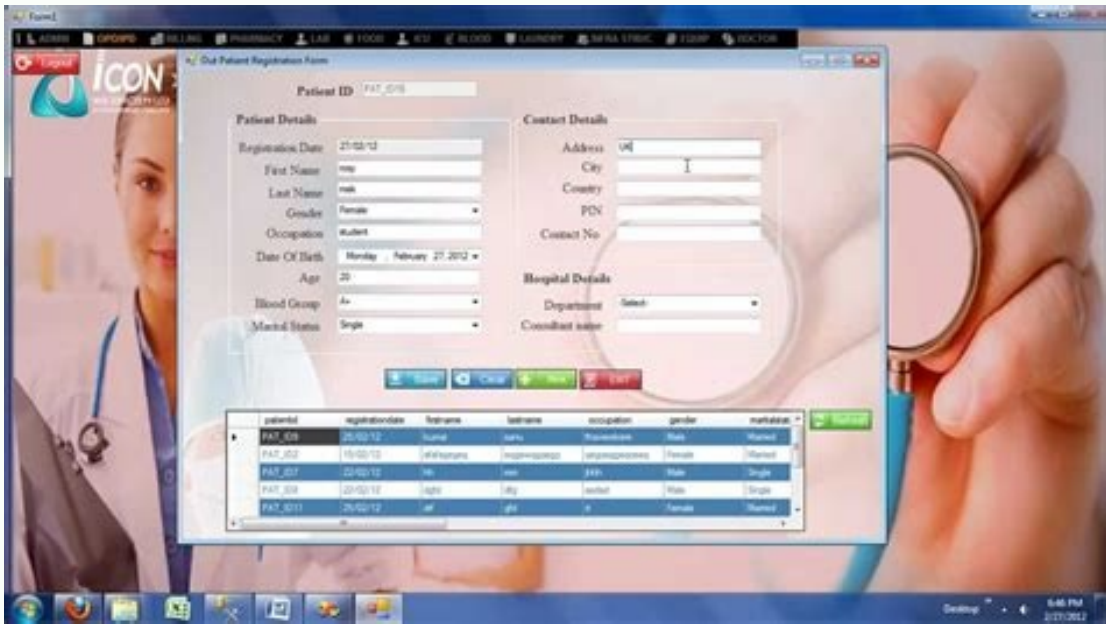 Form1
ADMIN OPD/IPD BILLING PHARMACY LAB FOOD ICU BLOOD LAUNDRY INFRA STRUC EQUIP DOCTOR
Logout
iCON
Out Patient Registration Form
Patient ID
Patient Details
Contact Details
Registration Date 27/02/12
Address UK
First Name
City
Last Name
Country
Gender Female
PIN
Occupation student
Contact No
Date Of Birth Monday , February 27, 2012
Age 20
Hospital Details
Blood Group A+
Department -Select-
Marital Status Single
Consultant name
Save Clear New EXIT
patientid registrationdate firstname lastname occupation gender
Refresh
PAT_ID9 25/02/12 kumar Male Married
PAT_ID2 15/02/12 Female Married
PAT_ID7 22/02/12 Male Single
22/02/12 Male Single
PAT_ID11 25/02/12 Female Married
Desktop
6:46 PM
2/27/2012